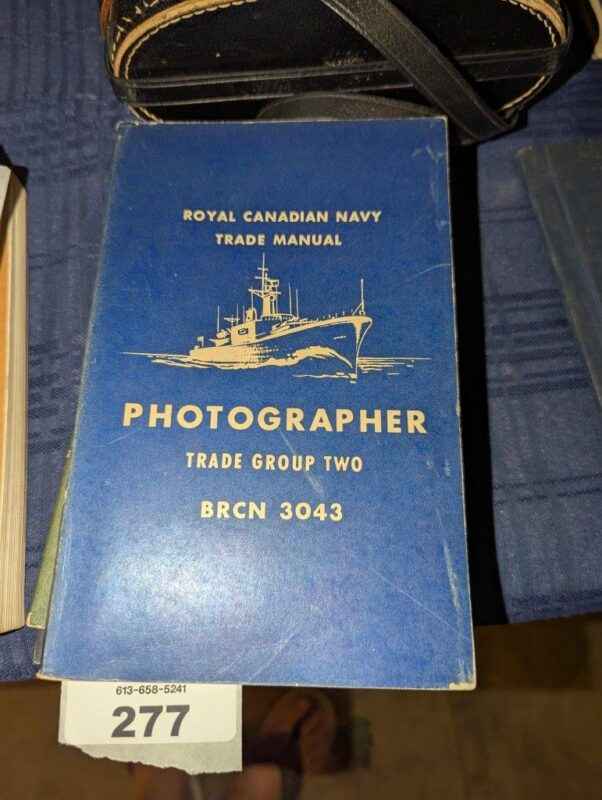 ROYAL CANADIAN NAVY
TRADE MANUAL
PHOTOGRAPHER
TRADE GROUP TWO
BRCN 3043
613-658-5241
277